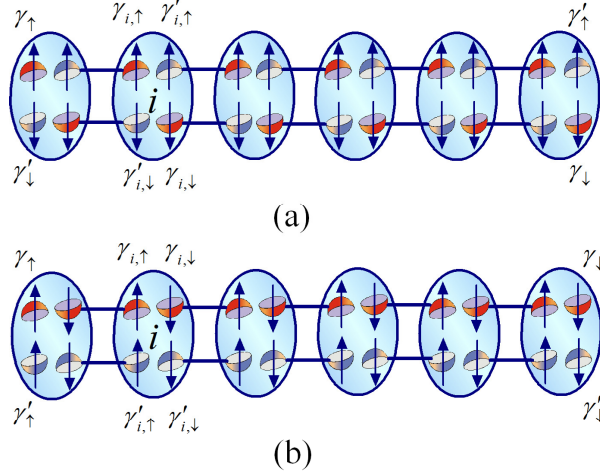 γ↑ γi,↑ γ′i,↑ γ′↑
i
γ′↓ γ′i,↓ γi,↓ γ↓
(a)
γ↑ γi,↑ γi,↓ γ↓
i
γ′↑ γ′i,↑ γ′i,↓ γ′↓
(b)